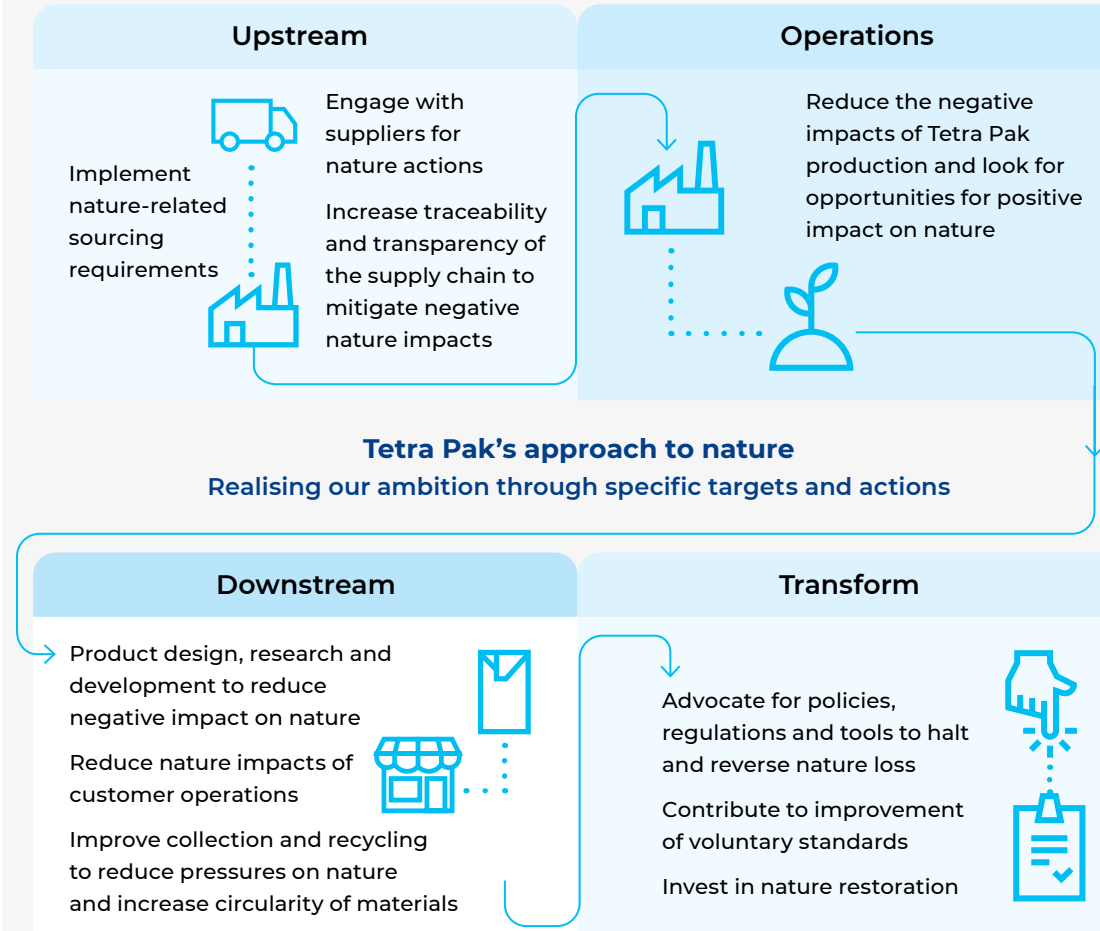 Upstream
Implement
nature-related
sourcing
requirements
Engage with
suppliers for
nature actions
Increase traceability
and transparency of
the supply chain to
mitigate negative
nature impacts
Operations
Reduce the negative
impacts of Tetra Pak
production and look for
opportunities for positive
impact on nature
Tetra Pak’s approach to nature
Realising our ambition through specific targets and actions
Downstream
Product design, research and
development to reduce
negative impact on nature
Reduce nature impacts of
customer operations
Improve collection and recycling
to reduce pressures on nature
and increase circularity of materials
Transform
Advocate for policies,
regulations and tools to halt
and reverse nature loss
Contribute to improvement
of voluntary standards
Invest in nature restoration